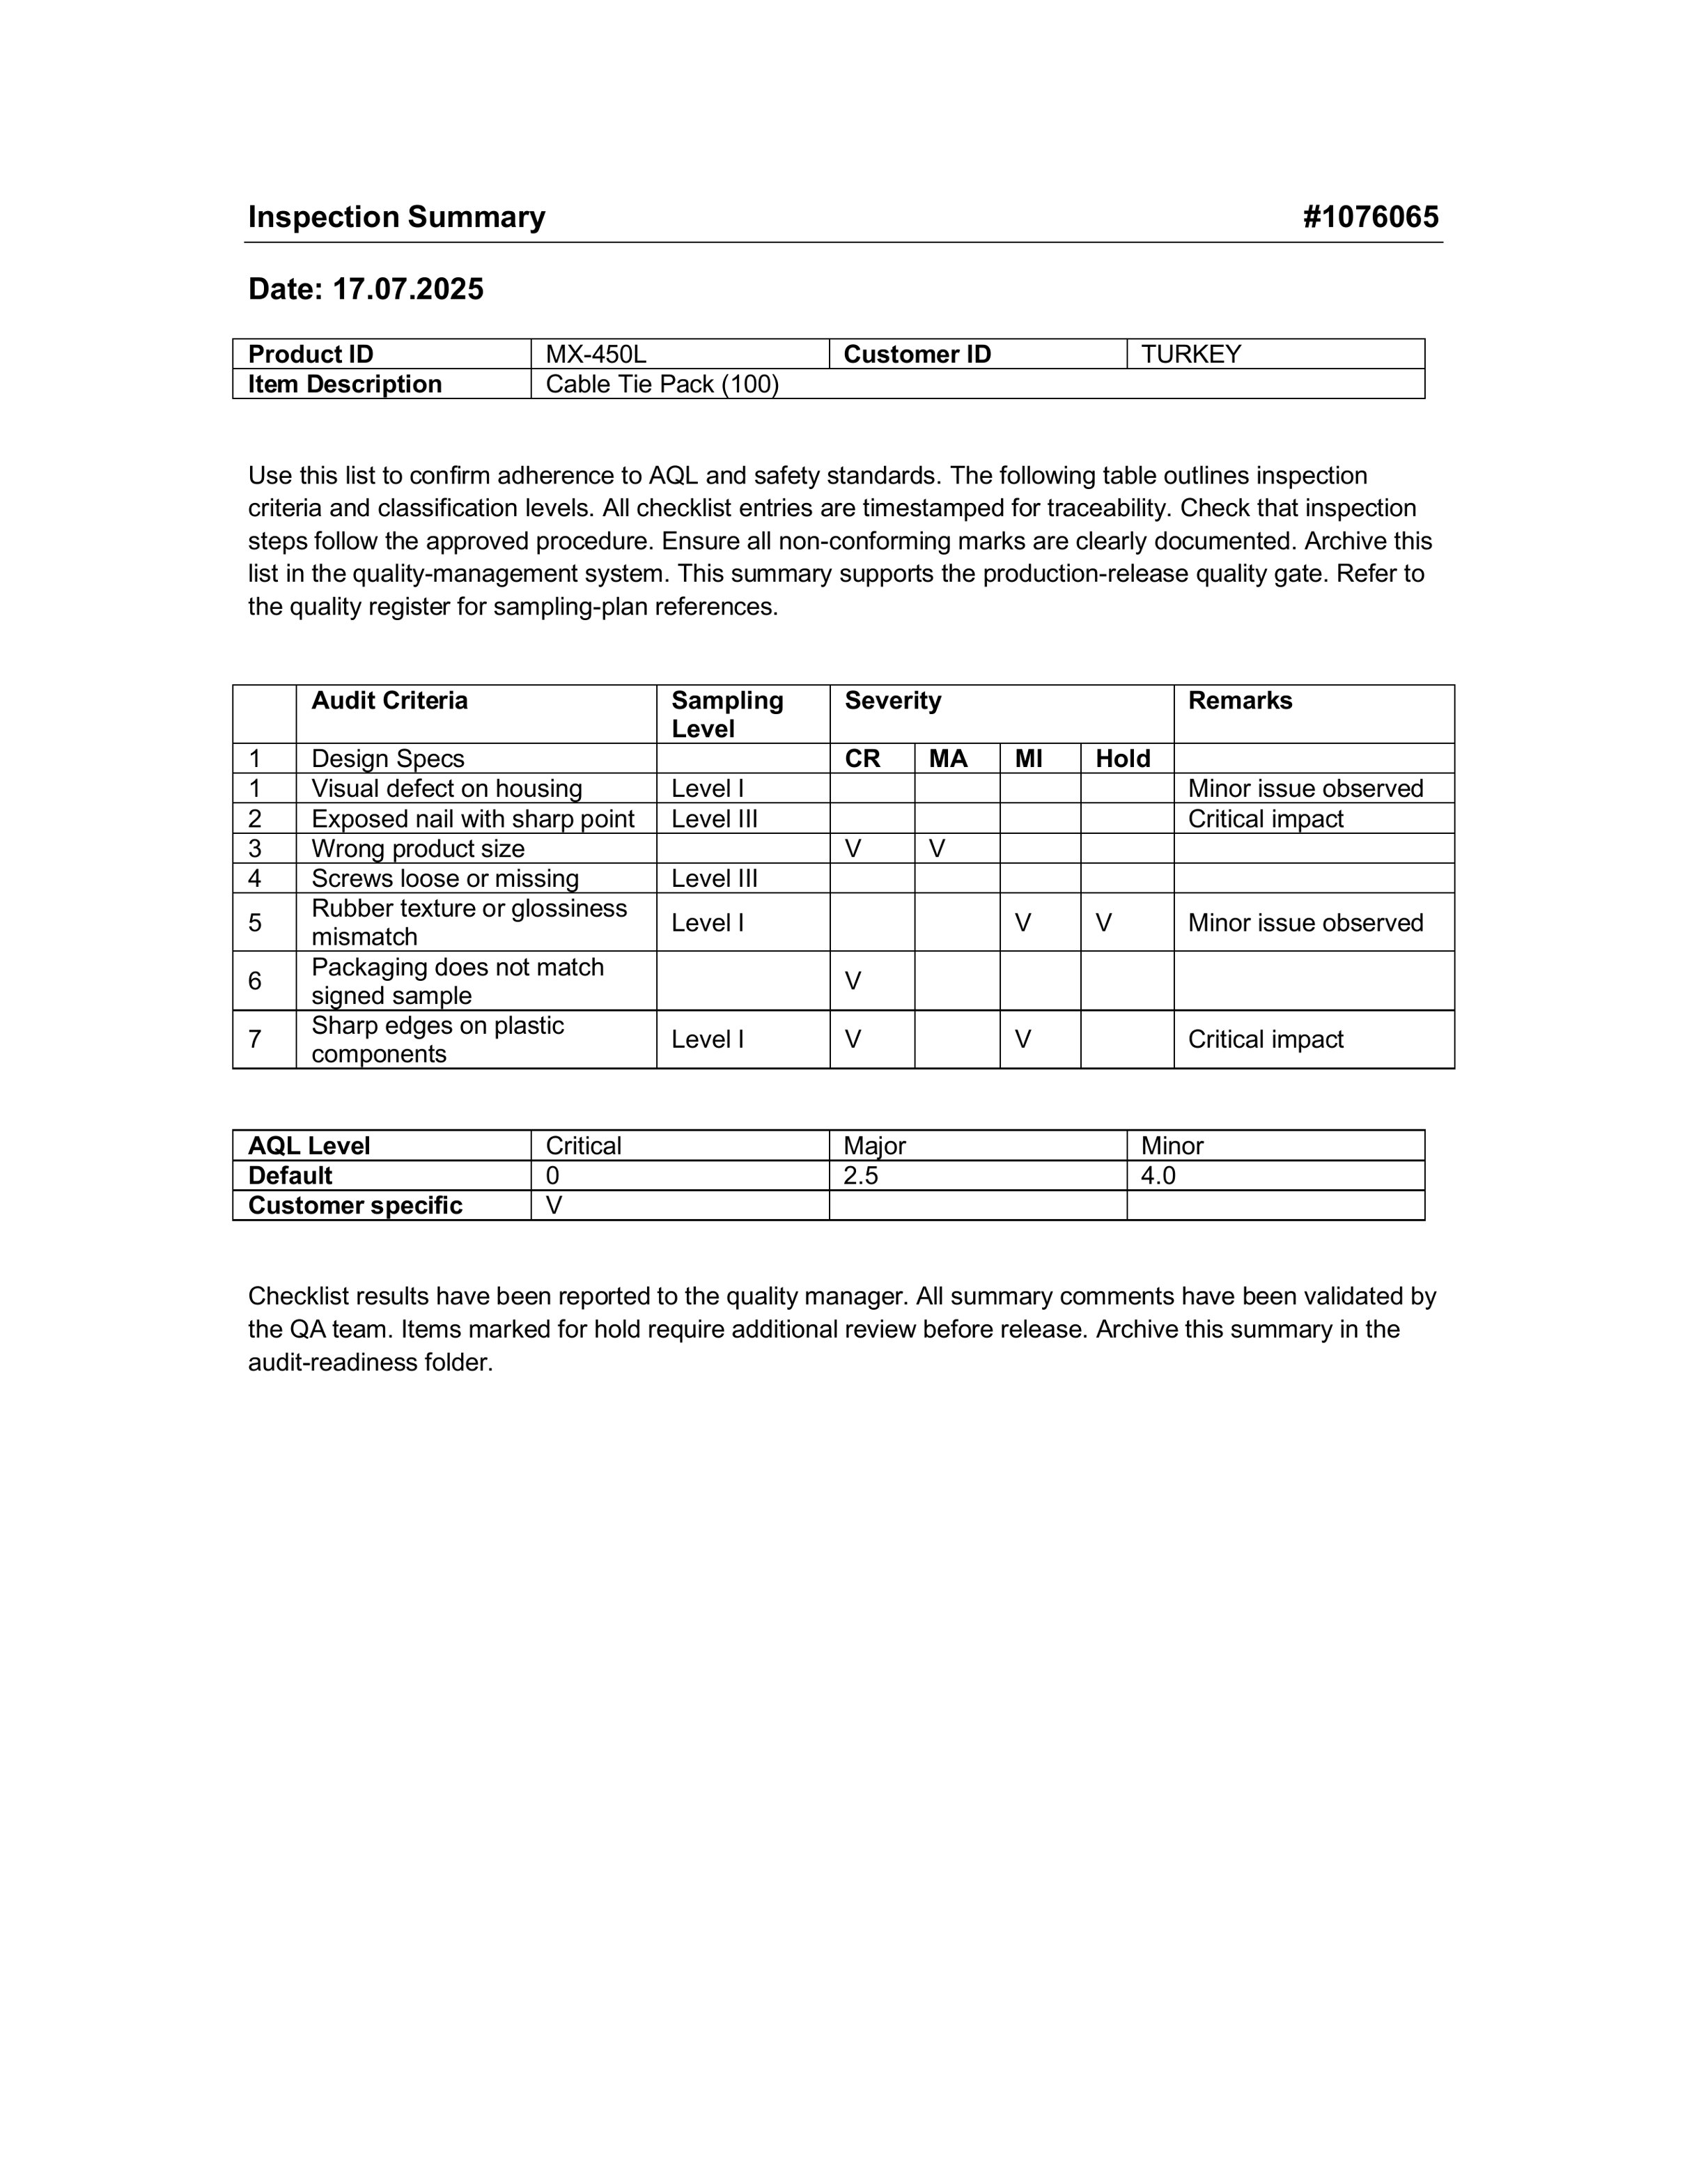 Inspection Summary #1076065
Date: 17.07.2025
Product ID MX-450L Customer ID TURKEY
Item Description Cable Tie Pack (100)
Use this list to confirm adherence to AQL and safety standards. The following table outlines inspection
criteria and classification levels. All checklist entries are timestamped for traceability. Check that inspection
steps follow the approved procedure. Ensure all non-conforming marks are clearly documented. Archive this
list in the quality-management system. This summary supports the production-release quality gate. Refer to
the quality register for sampling-plan references.
Audit Criteria Sampling Severity Remarks
Level
1 Design Specs CR MA MI Hold
1 Visual defect on housing Level I Minor issue observed
2 Exposed nail with sharp point Level III Critical impact
3 Wrong product size V V
4 Screws loose or missing Level III
5 Rubber texture or glossiness Level I V V Minor issue observed
mismatch
6 Packaging does not match V
signed sample
7 Sharp edges on plastic Level I V V Critical impact
components
AQL Level Critical Major Minor
Default 0 2.5 4.0
Customer specific V
Checklist results have been reported to the quality manager. All summary comments have been validated by
the QA team. Items marked for hold require additional review before release. Archive this summary in the
audit-readiness folder.